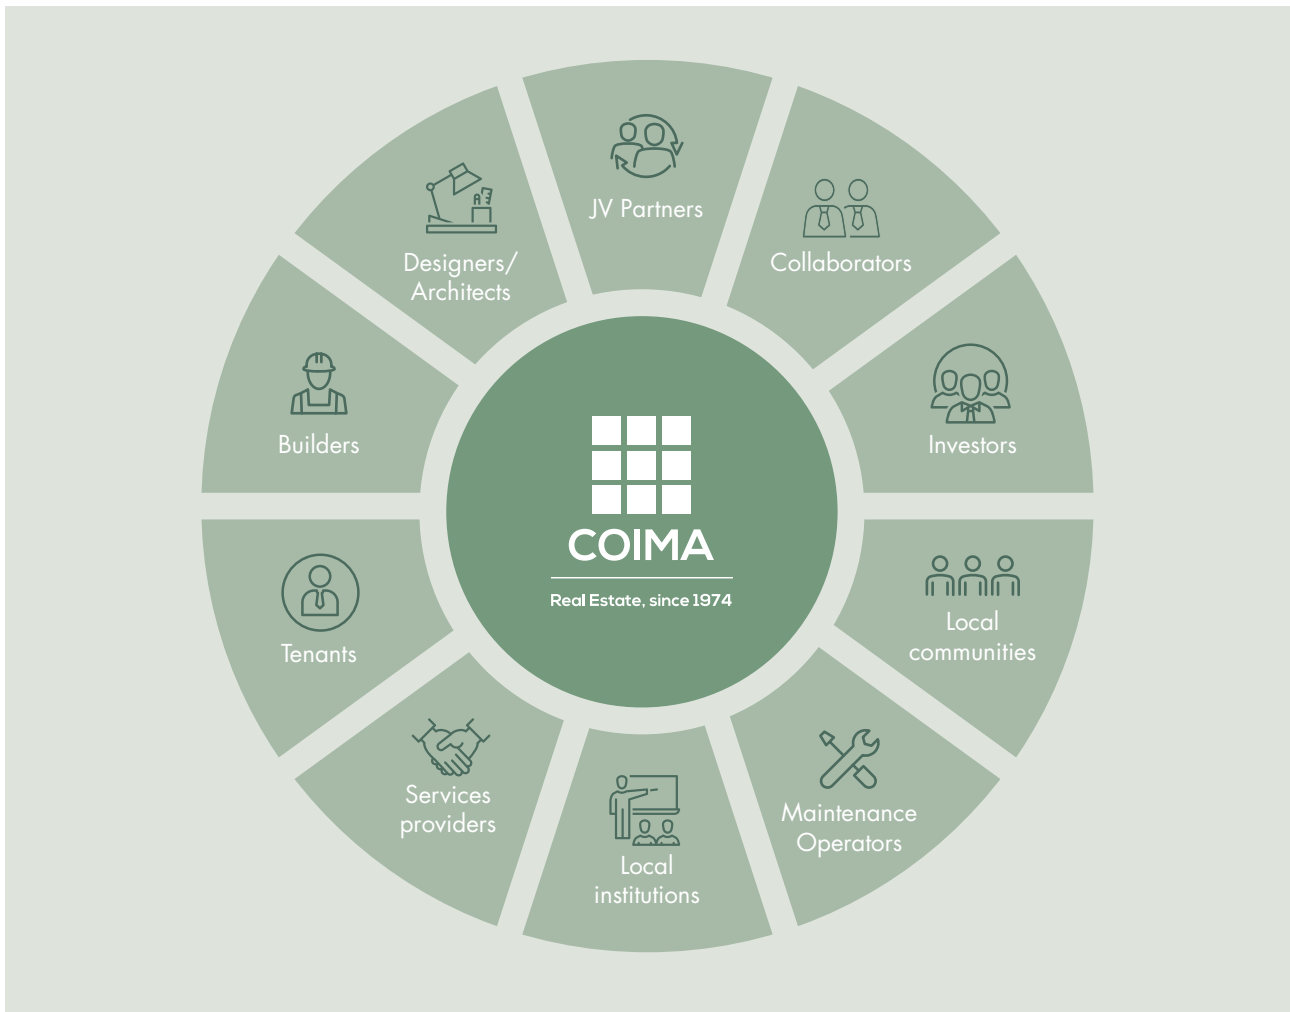 JV Partners
Collaborators
Investors
Local
communities
Maintenance
Operators
Local
institutions
Services
providers
Tenants
Builders
Designers/
Architects
COIMA
Real Estate, since 1974